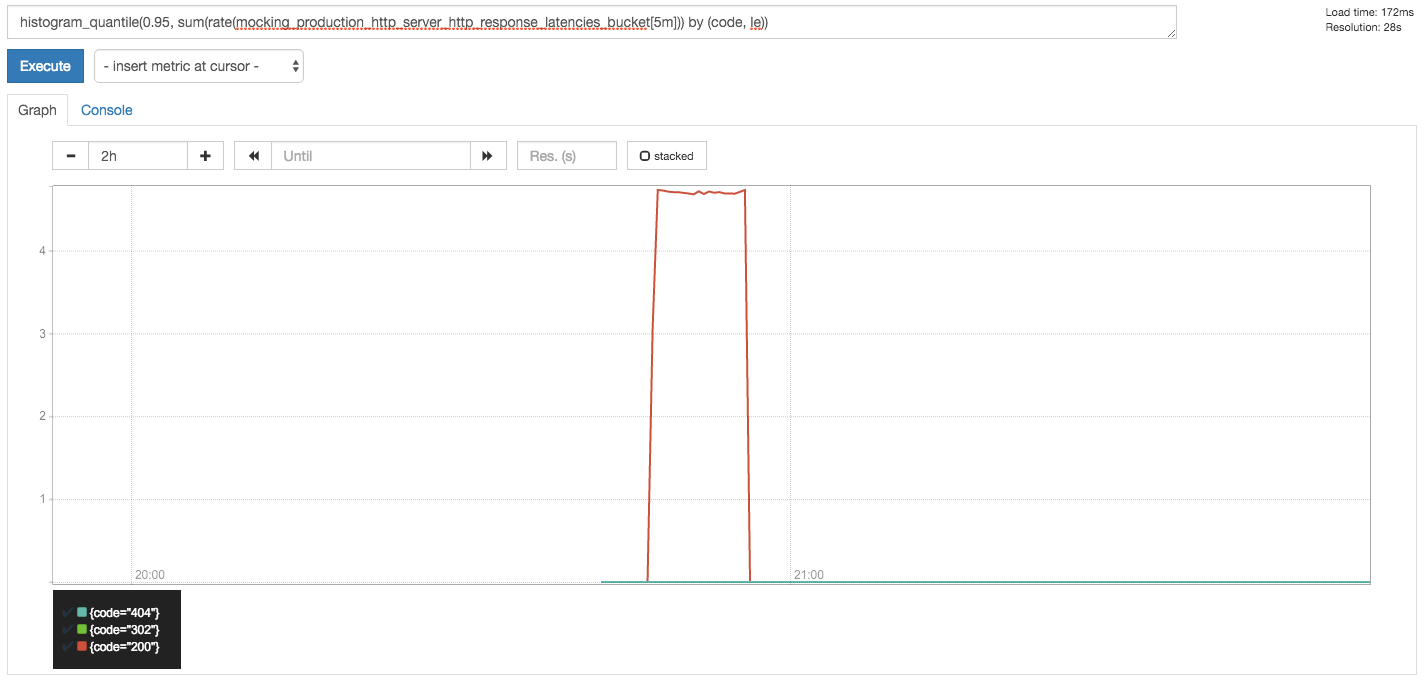 histogram_quantile(0.95, sum(rate(mocking_production_http_server_http_response_latencies_bucket[5m])) by (code, le))
Load time: 172ms
Resolution: 28s
Execute
- insert metric at cursor -
Graph
Console
2h
Until
Res. (s)
stacked
4
3
2
1
20:00
21:00
{code="404"}
{code="302"}
{code="200"}